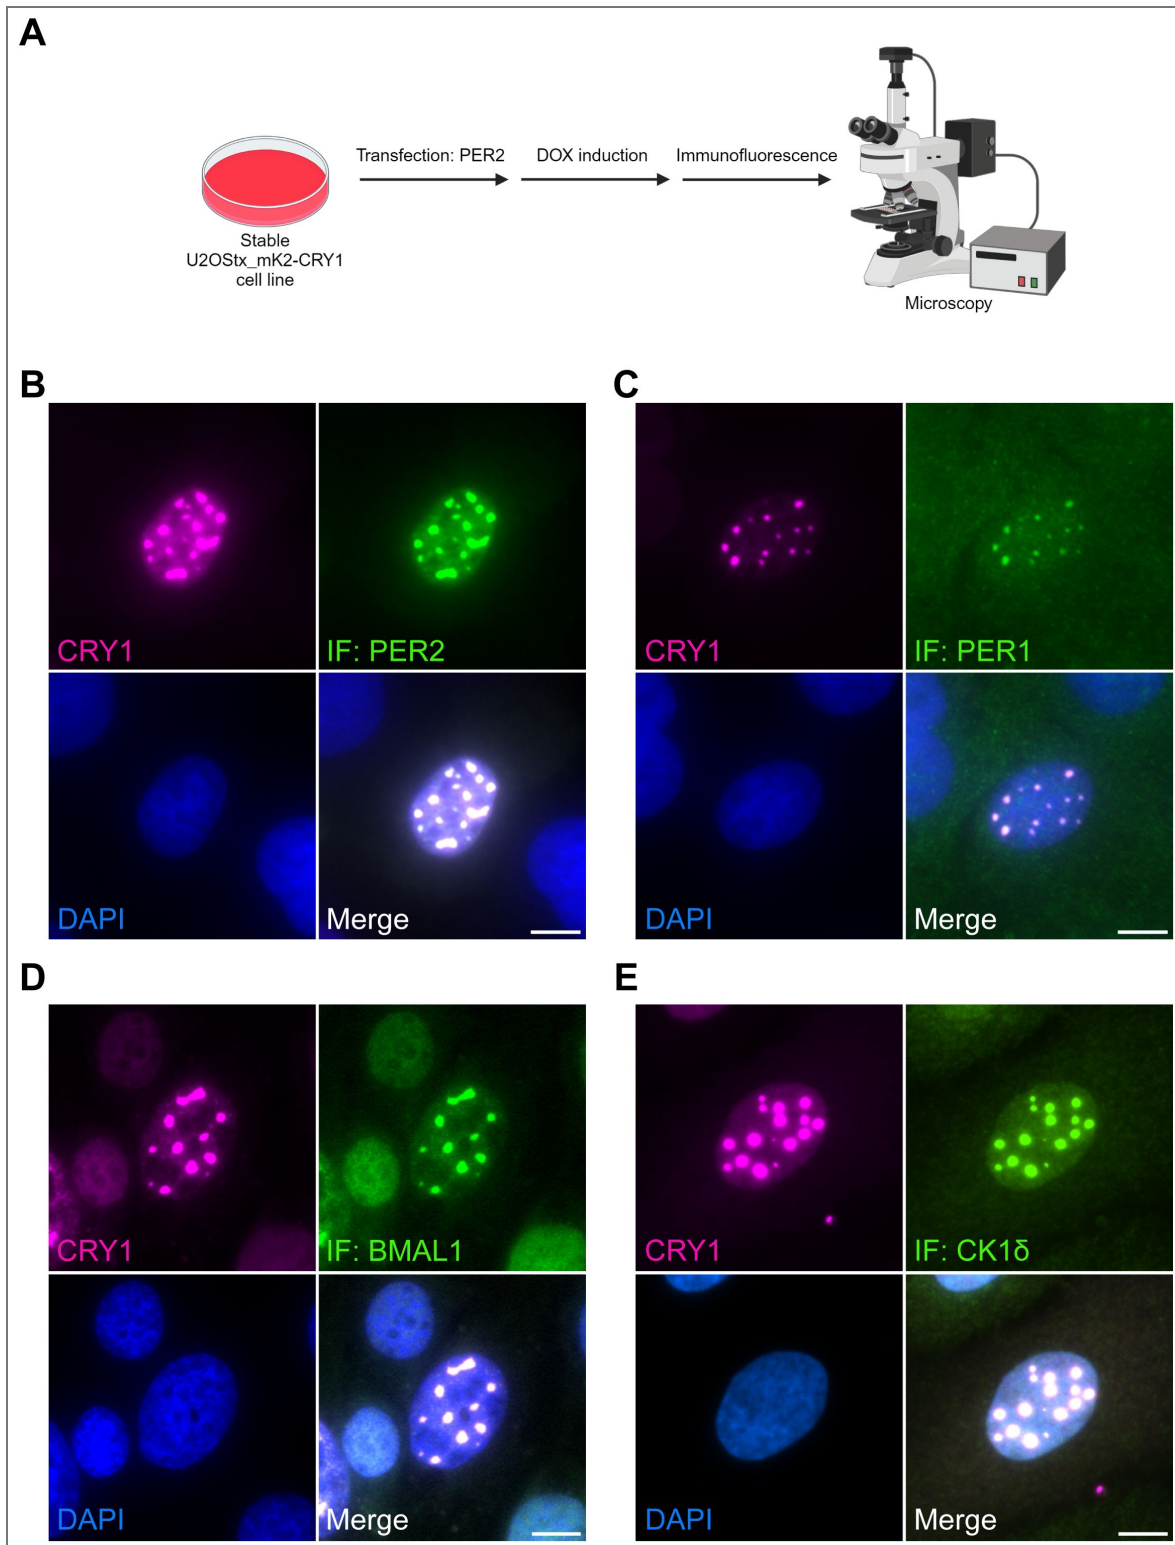 A
Transfection: PER2
DOX induction
Immunofluorescence
Stable
U2OStx_mK2-CRY1
cell line
Microscopy
B
CRY1
IF: PER2
DAPI
Merge
C
CRY1
IF: PER1
DAPI
Merge
D
CRY1
IF: BMAL1
DAPI
Merge
E
CRY1
IF: CK1δ
DAPI
Merge